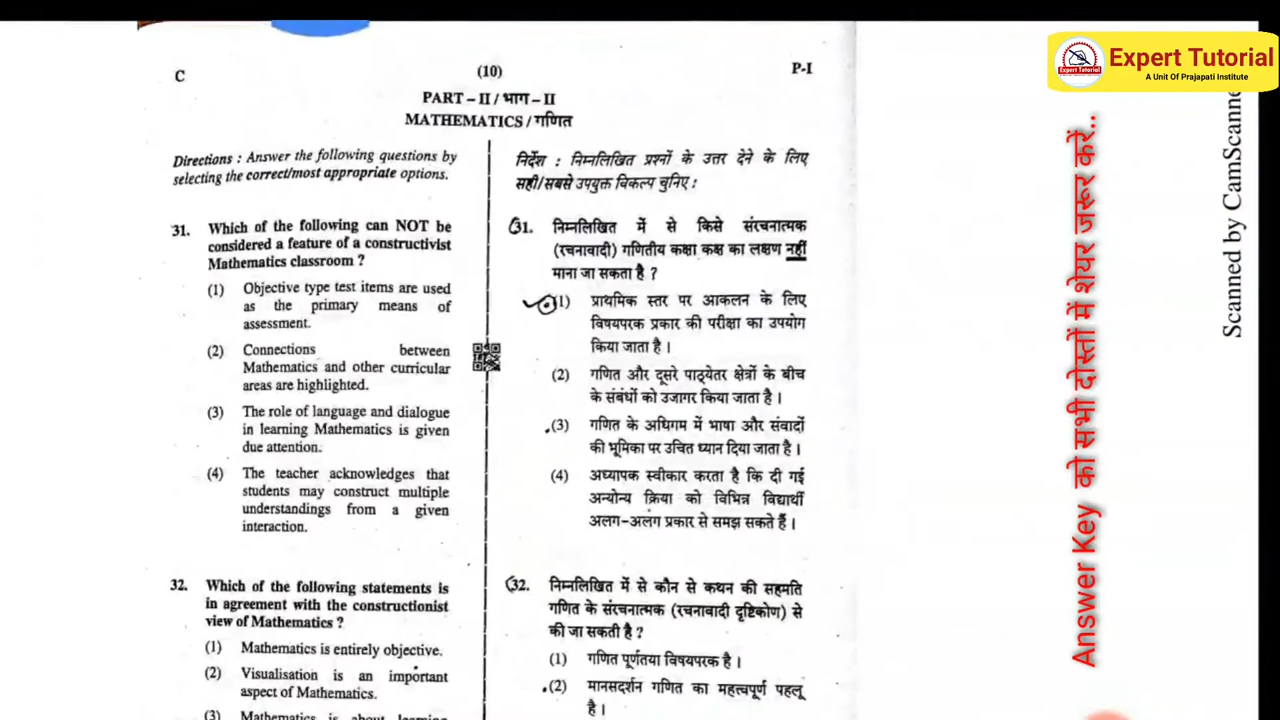 Expert Tutorial
A Unit Of Prajapati Institute
Expert Tutorial
C
(10)
P-I
PART – II / भाग – II
MATHEMATICS / गणित
Directions : Answer the following questions by
selecting the correct/most appropriate options.
31. Which of the following can NOT be
considered a feature of a constructivist
Mathematics classroom ?
(1) Objective type test items are used
as the primary means of
assessment.
(2) Connections between
Mathematics and other curricular
areas are highlighted.
(3) The role of language and dialogue
in learning Mathematics is given
due attention.
(4) The teacher acknowledges that
students may construct multiple
understandings from a given
interaction.
32. Which of the following statements is
in agreement with the constructionist
view of Mathematics ?
(1) Mathematics is entirely objective.
(2) Visualisation is an important
aspect of Mathematics.
(3) Mathematics is about learning
निर्देश : निम्नलिखित प्रश्नों के उत्तर देने के लिए
सही/सबसे उपयुक्त विकल्प चुनिए :
31. निम्नलिखित में से किसे संरचनात्मक
(रचनावादी) गणितीय कक्षा कक्ष का लक्षण नहीं
माना जा सकता है ?
(1) प्राथमिक स्तर पर आकलन के लिए
विषयपरक प्रकार की परीक्षा का उपयोग
किया जाता है ।
(2) गणित और दूसरे पाठ्येतर क्षेत्रों के बीच
के संबंधों को उजागर किया जाता है ।
(3) गणित के अधिगम में भाषा और संवादों
की भूमिका पर उचित ध्यान दिया जाता है ।
(4) अध्यापक स्वीकार करता है कि दी गई
अन्योन्य क्रिया को विभिन्न विद्यार्थी
अलग-अलग प्रकार से समझ सकते हैं ।
32. निम्नलिखित में से कौन से कथन की सहमति
गणित के संरचनात्मक (रचनावादी दृष्टिकोण) से
की जा सकती है ?
(1) गणित पूर्णतया विषयपरक है ।
(2) मानसदर्शन गणित का महत्त्वपूर्ण पहलू
है ।
Answer Key को सभी दोस्तों में शेयर जरूर करें..
Scanned by CamScanne